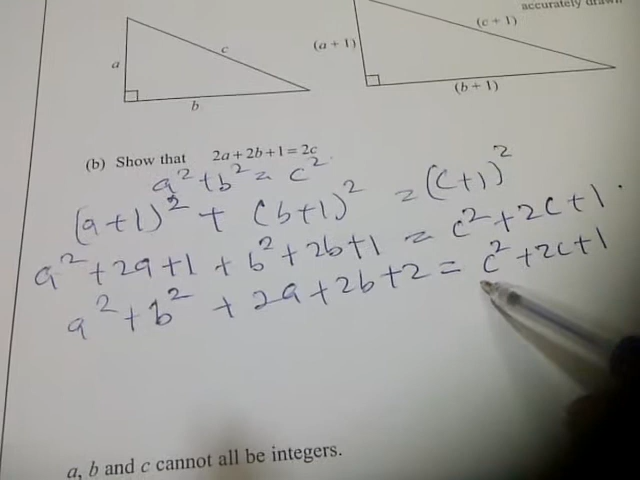 accurately drawn
(c + 1)
(a + 1)
c
a
(b + 1)
b
(b) Show that 2a + 2b + 1 = 2c
a² + b² = c²
(a+1)² + (b+1)² = (c+1)²
a² + 2a + 1 + b² + 2b + 1 = c² + 2c + 1.
a² + b² + 2a + 2b + 2 = c² + 2c + 1
a, b and c cannot all be integers.